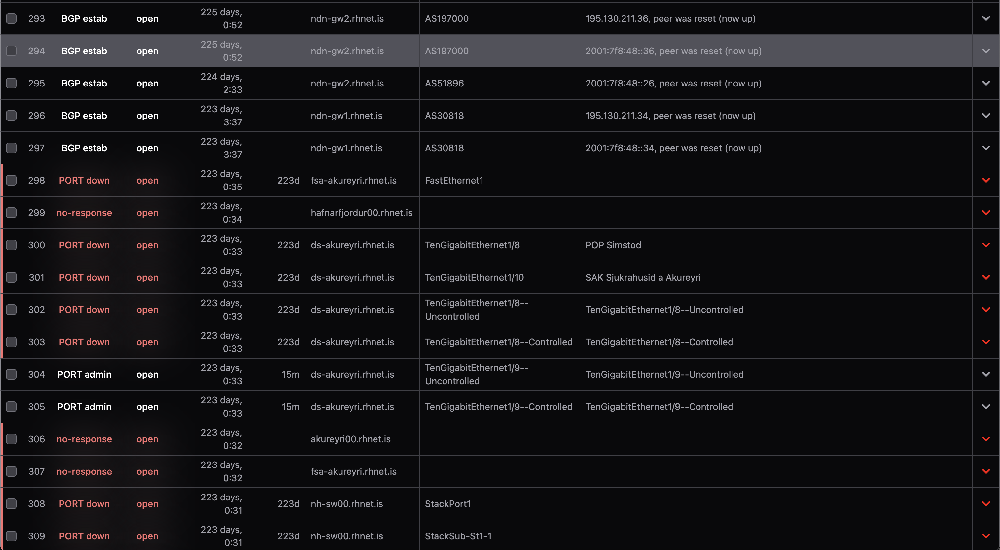 293 BGP estab open 225 days, 0:52 ndn-gw2.rhnet.is AS197000 195.130.211.36, peer was reset (now up)
294 BGP estab open 225 days, 0:52 ndn-gw2.rhnet.is AS197000 2001:7f8:48::36, peer was reset (now up)
295 BGP estab open 224 days, 2:33 ndn-gw2.rhnet.is AS51896 2001:7f8:48::26, peer was reset (now up)
296 BGP estab open 223 days, 3:37 ndn-gw1.rhnet.is AS30818 195.130.211.34, peer was reset (now up)
297 BGP estab open 223 days, 3:37 ndn-gw1.rhnet.is AS30818 2001:7f8:48::34, peer was reset (now up)
298 PORT down open 223 days, 0:35 223d fsa-akureyri.rhnet.is FastEthernet1
299 no-response open 223 days, 0:34 hafnarfjordur00.rhnet.is
300 PORT down open 223 days, 0:33 223d ds-akureyri.rhnet.is TenGigabitEthernet1/8 POP Simstod
301 PORT down open 223 days, 0:33 223d ds-akureyri.rhnet.is TenGigabitEthernet1/10 SAK Sjukrahusid a Akureyri
302 PORT down open 223 days, 0:33 223d ds-akureyri.rhnet.is TenGigabitEthernet1/8--Uncontrolled TenGigabitEthernet1/8--Uncontrolled
303 PORT down open 223 days, 0:33 223d ds-akureyri.rhnet.is TenGigabitEthernet1/8--Controlled TenGigabitEthernet1/8--Controlled
304 PORT admin open 223 days, 0:33 15m ds-akureyri.rhnet.is TenGigabitEthernet1/9--Uncontrolled TenGigabitEthernet1/9--Uncontrolled
305 PORT admin open 223 days, 0:33 15m ds-akureyri.rhnet.is TenGigabitEthernet1/9--Controlled TenGigabitEthernet1/9--Controlled
306 no-response open 223 days, 0:32 akureyri00.rhnet.is
307 no-response open 223 days, 0:32 fsa-akureyri.rhnet.is
308 PORT down open 223 days, 0:31 223d nh-sw00.rhnet.is StackPort1
309 PORT down open 223 days, 0:31 223d nh-sw00.rhnet.is StackSub-St1-1